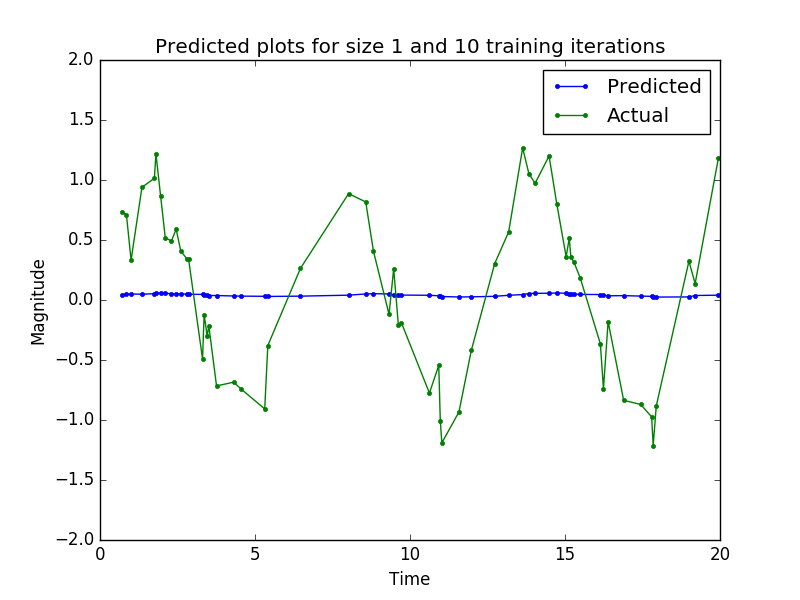 Predicted plots for size 1 and 10 training iterations
Predicted
Actual
2.0
1.5
1.0
0.5
0.0
−0.5
−1.0
−1.5
−2.0
Magnitude
0 5 10 15 20
Time